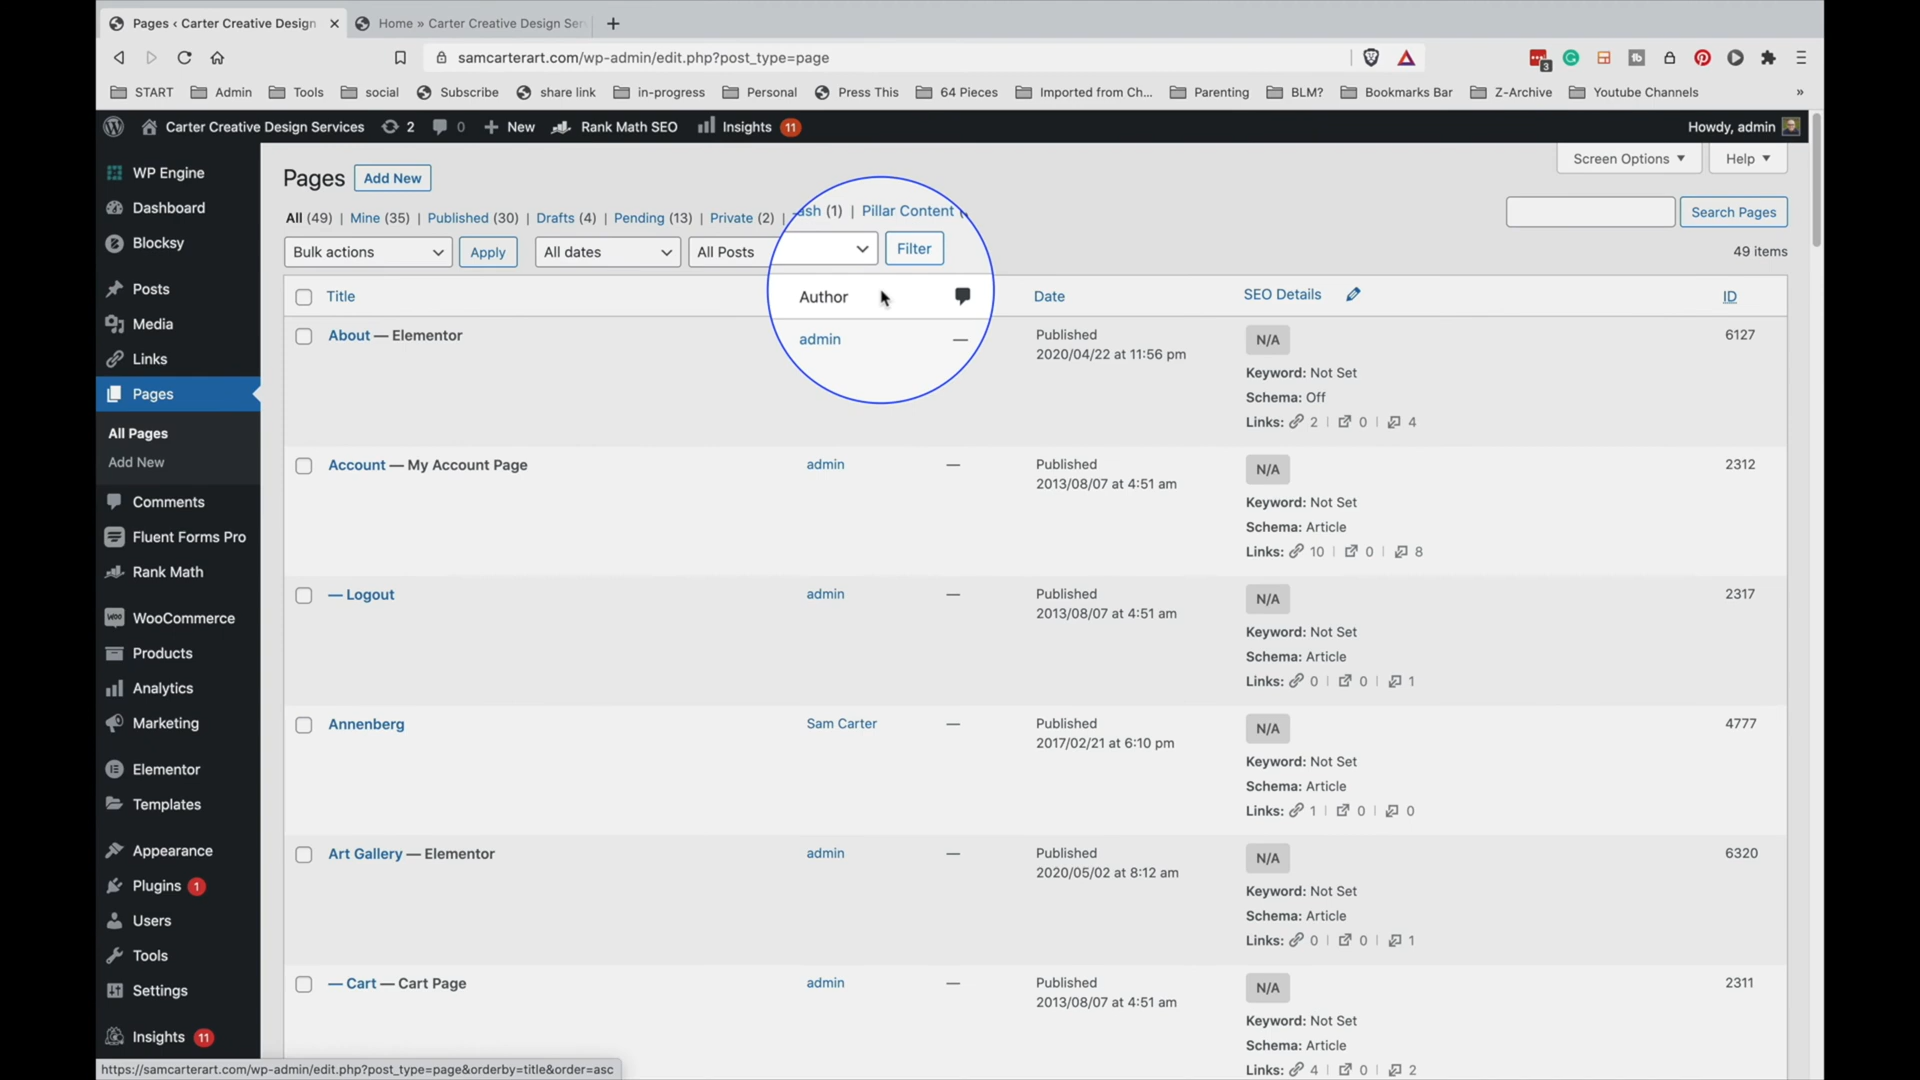 Pages ‹ Carter Creative Design
Home » Carter Creative Design Ser
samcarterart.com/wp-admin/edit.php?post_type=page
3
START Admin Tools social Subscribe share link in-progress Personal Press This 64 Pieces Imported from Ch... Parenting BLM? Bookmarks Bar Z-Archive Youtube Channels »
Carter Creative Design Services 2 0 New Rank Math SEO Insights 11 Howdy, admin
Screen Options Help
WP Engine
Dashboard
Blocksy
Posts
Media
Links
Pages
All Pages
Add New
Comments
Fluent Forms Pro
Rank Math
WooCommerce
Products
Analytics
Marketing
Elementor
Templates
Appearance
Plugins 1
Users
Tools
Settings
Insights 11
Pages Add New
All (49) | Mine (35) | Published (30) | Drafts (4) | Pending (13) | Private (2) | ash (1) | Pillar Content
Search Pages
Bulk actions Apply All dates All Posts Filter
49 items
Title Author Date SEO Details ID
About — Elementor admin — Published 2020/04/22 at 11:56 pm N/A 6127
Keyword: Not Set
Schema: Off
Links: 2 | 0 | 4
Account — My Account Page admin — Published 2013/08/07 at 4:51 am N/A 2312
Keyword: Not Set
Schema: Article
Links: 10 | 0 | 8
— Logout admin — Published 2013/08/07 at 4:51 am N/A 2317
Keyword: Not Set
Schema: Article
Links: 0 | 0 | 1
Annenberg Sam Carter — Published 2017/02/21 at 6:10 pm N/A 4777
Keyword: Not Set
Schema: Article
Links: 1 | 0 | 0
Art Gallery — Elementor admin — Published 2020/05/02 at 8:12 am N/A 6320
Keyword: Not Set
Schema: Article
Links: 0 | 0 | 1
— Cart — Cart Page admin — Published 2013/08/07 at 4:51 am N/A 2311
Keyword: Not Set
Schema: Article
Links: 4 | 0 | 2
https://samcarterart.com/wp-admin/edit.php?post_type=page&orderby=title&order=asc